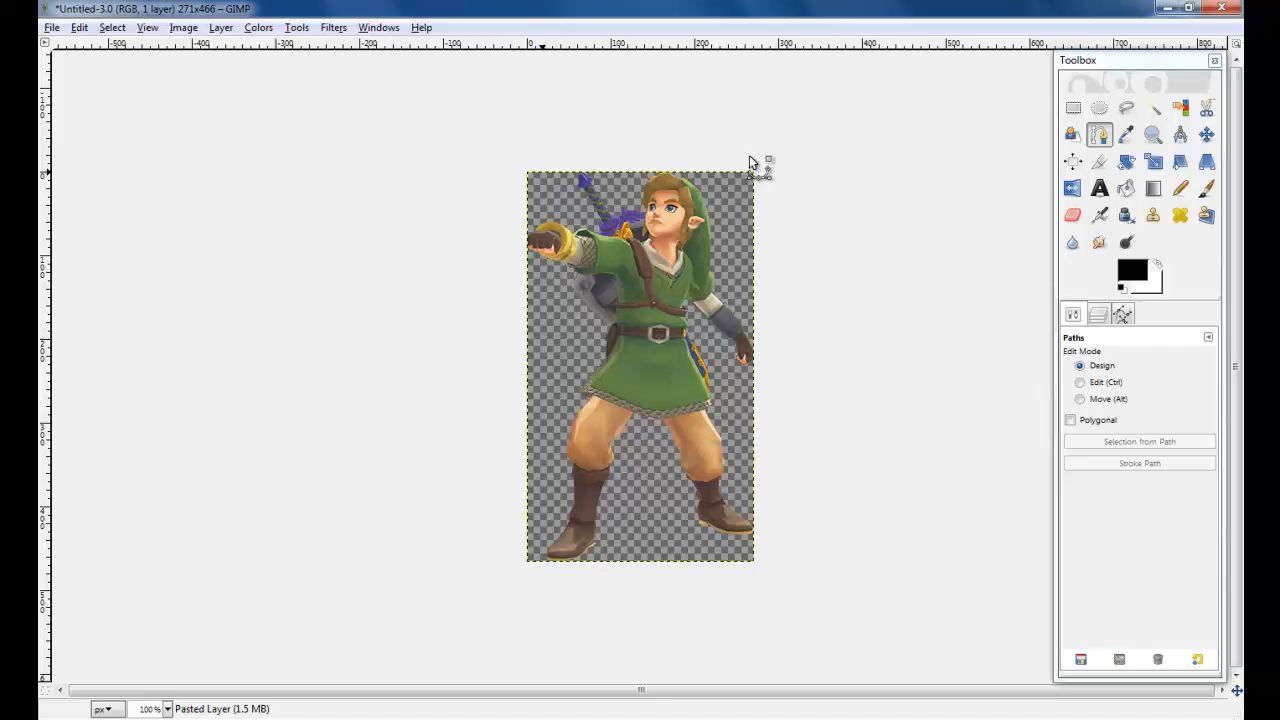 *Untitled-3.0 (RGB, 1 layer) 271x466 – GIMP
File Edit Select View Image Layer Colors Tools Filters Windows Help
-500 -400 -300 -200 -100 0 100 200 300 400 500 600 700 800
Toolbox
Paths
Edit Mode
Design
Edit (Ctrl)
Move (Alt)
Polygonal
Selection from Path
Stroke Path
px 100 % Pasted Layer (1.5 MB)